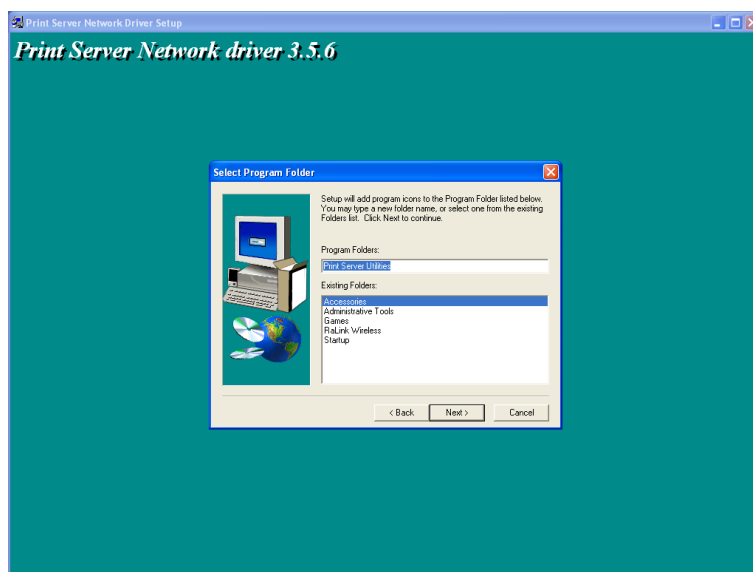 Print Server Network Driver Setup
Print Server Network driver 3.5.6
Select Program Folder
Setup will add program icons to the Program Folder listed below.
You may type a new folder name, or select one from the existing
Folders list. Click Next to continue.
Program Folders:
Print Server Utilities
Existing Folders:
Accessories
Administrative Tools
Games
RaLink Wireless
Startup
< Back
Next >
Cancel